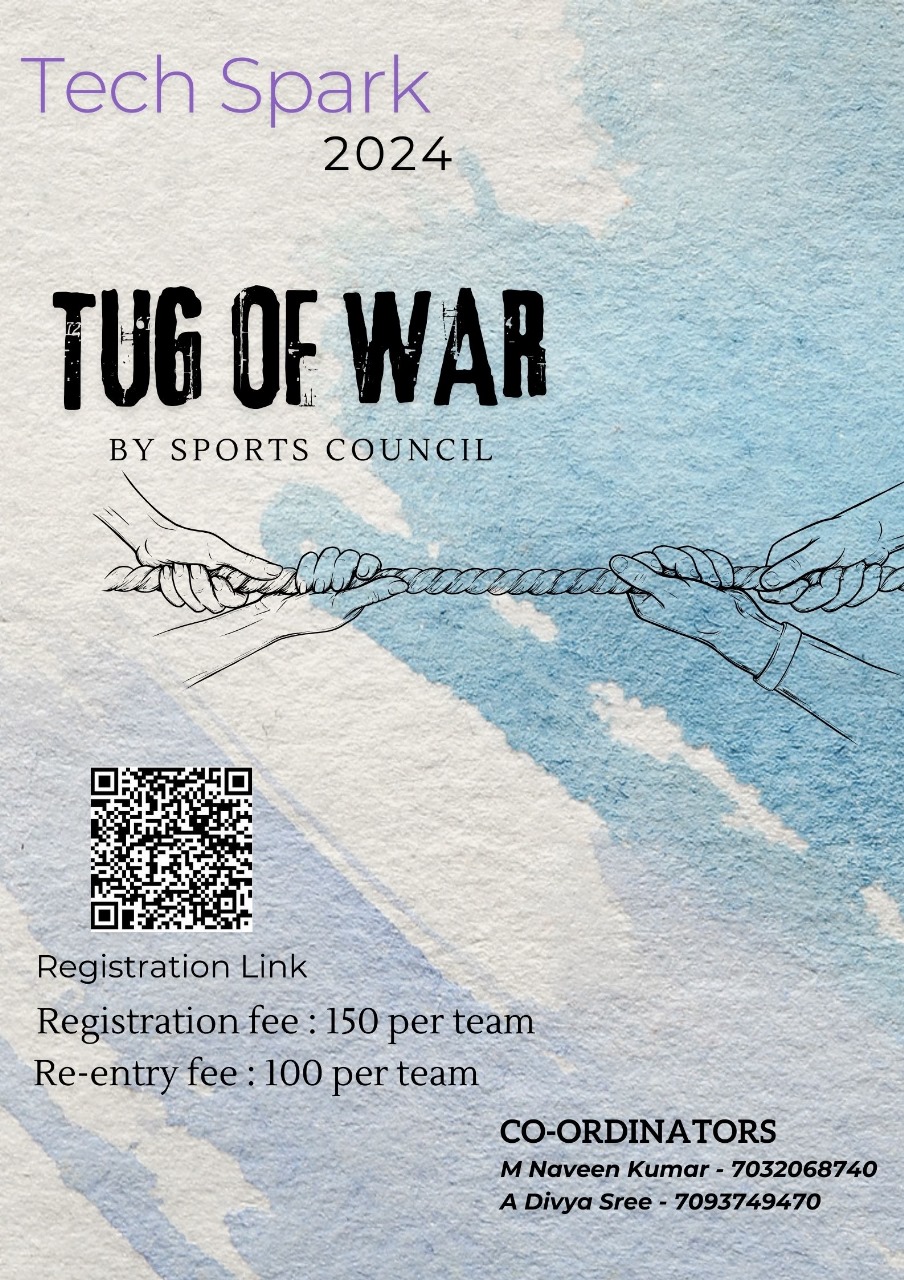 Tech Spark
2024
TUG OF WAR
BY SPORTS COUNCIL
Registration Link
Registration fee : 150 per team
Re-entry fee : 100 per team
CO-ORDINATORS
M Naveen Kumar - 7032068740
A Divya Sree - 7093749470